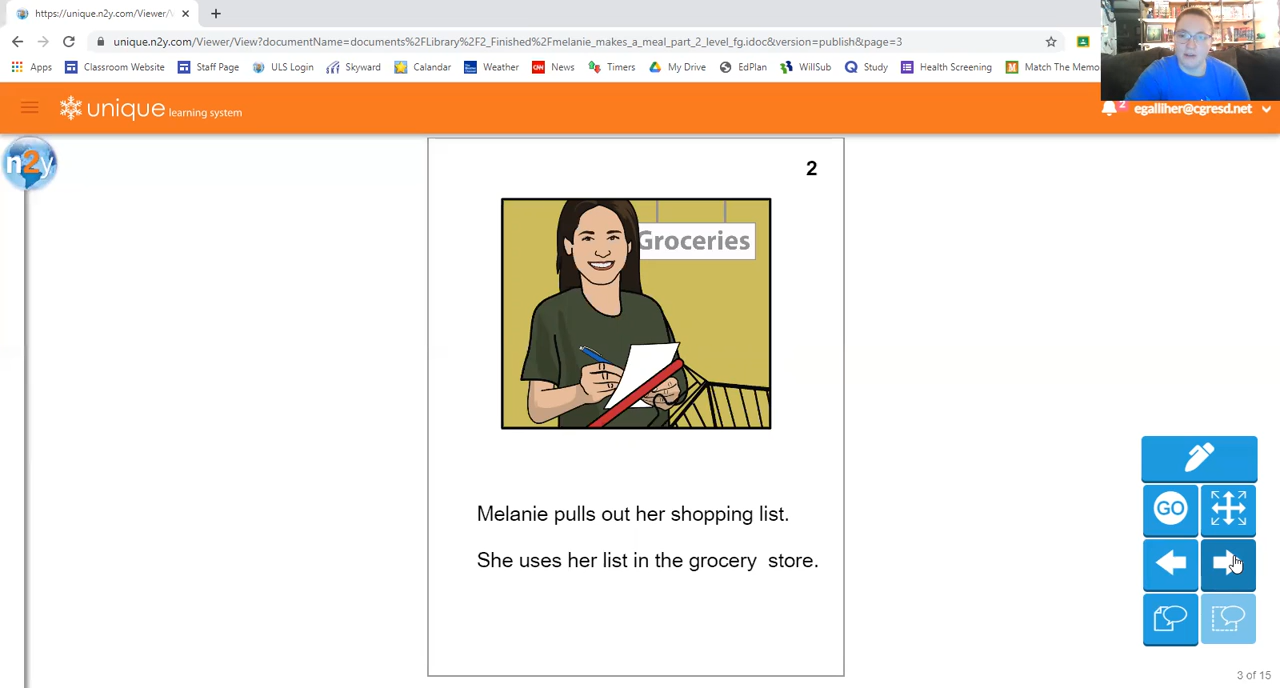 https://unique.n2y.com/Viewer/V
unique.n2y.com/Viewer/View?documentName=documents%2FLibrary%2F2_Finished%2Fmelanie_makes_a_meal_part_2_level_fg.idoc&version=publish&page=3
Apps Classroom Website Staff Page ULS Login Skyward Calandar Weather News Timers My Drive EdPlan WillSub Study Health Screening Match The Memo
unique learning system
2 egalliher@cgresd.net
n2y
2
Groceries
Melanie pulls out her shopping list.
She uses her list in the grocery store.
GO
3 of 15